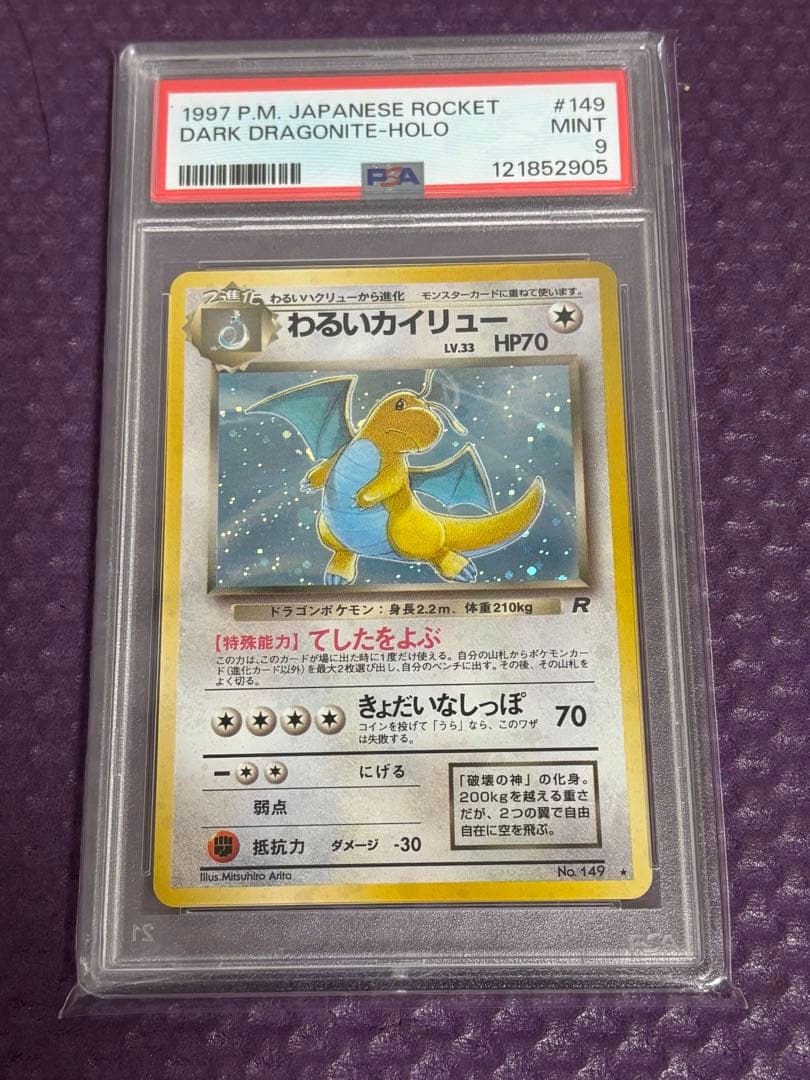 1997 P.M. JAPANESE ROCKET #149
DARK DRAGONITE-HOLO MINT
9
PSA 121852905
2進化 わるいハクリューから進化 モンスターカードに重ねて使います。
わるいカイリュー
LV.33 HP70
ドラゴンポケモン：身長2.2m、体重210kg R
【特殊能力】てしたをよぶ
この力は、このカードが場に出た時に1度だけ使える。自分の山札からポケモンカー
ド(進化カード以外)を最大2枚選び出し、自分のベンチに出す。その後、その山札を
よく切る。
きょだいなしっぽ 70
コインを投げて「うら」なら、このワザ
は失敗する。
にげる
弱点
抵抗力 ダメージ -30
「破壊の神」の化身。
200kgを越える重さ
だが、2つの翼で自由
自在に空を飛ぶ。
Illus.Mitsuhiro Arita No.149 ★